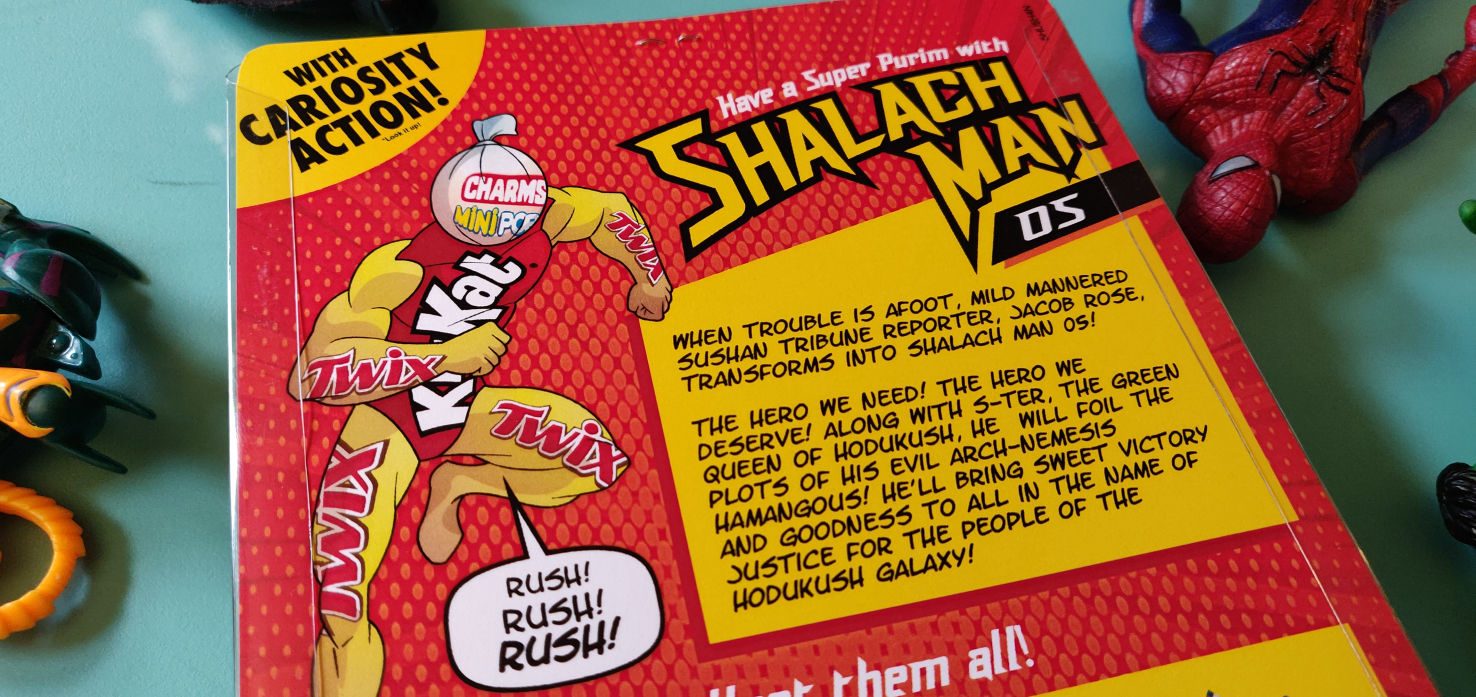 WITH
CARIOSITY
ACTION!
*Look it up!
Have a Super Purim with
SHALACH
MAN
05
CHARMS
MiNi POP
TWIX
KitKat
TWIX
TWIX
TWIX
WHEN TROUBLE IS AFOOT, MILD MANNERED
SUSHAN TRIBUNE REPORTER, JACOB ROSE,
TRANSFORMS INTO SHALACH MAN 05!
THE HERO WE NEED! THE HERO WE
DESERVE! ALONG WITH S-TER, THE GREEN
QUEEN OF HODUKUSH, HE WILL FOIL THE
PLOTS OF HIS EVIL ARCH-NEMESIS
HAMANGOUS! HE'LL BRING SWEET VICTORY
AND GOODNESS TO ALL IN THE NAME OF
JUSTICE FOR THE PEOPLE OF THE
HODUKUSH GALAXY!
RUSH!
RUSH!
RUSH!
them all!